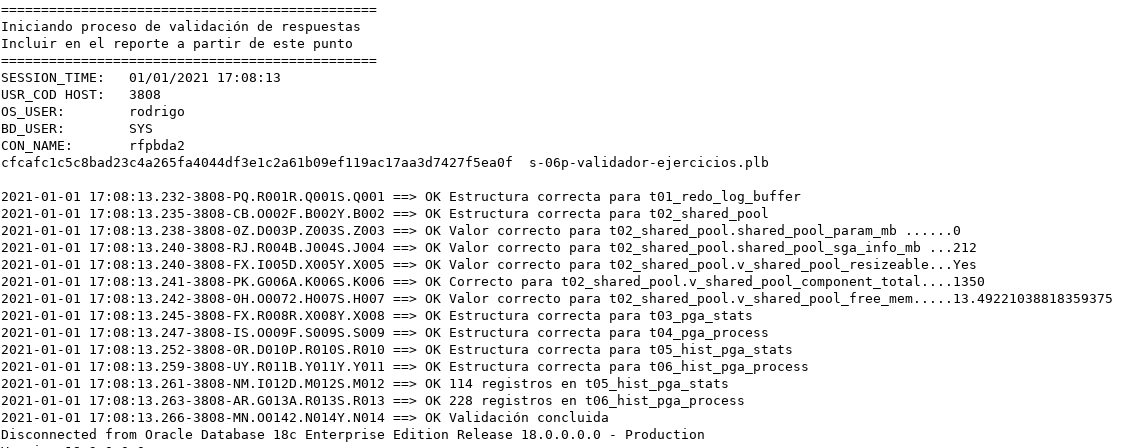 ===============================================
Iniciando proceso de validación de respuestas
Incluir en el reporte a partir de este punto
===============================================
SESSION_TIME: 01/01/2021 17:08:13
USR_COD HOST: 3808
OS_USER: rodrigo
BD_USER: SYS
CON_NAME: rfpbda2
cfcafc1c5c8bad23c4a265fa4044df3e1c2a61b09ef119ac17aa3d7427f5ea0f s-06p-validador-ejercicios.plb

2021-01-01 17:08:13.232-3808-PQ.R001R.Q001S.Q001 ==> OK Estructura correcta para t01_redo_log_buffer
2021-01-01 17:08:13.235-3808-CB.O002F.B002Y.B002 ==> OK Estructura correcta para t02_shared_pool
2021-01-01 17:08:13.238-3808-0Z.D003P.Z003S.Z003 ==> OK Valor correcto para t02_shared_pool.shared_pool_param_mb ......0
2021-01-01 17:08:13.240-3808-RJ.R004B.J004S.J004 ==> OK Valor correcto para t02_shared_pool.shared_pool_sga_info_mb ...212
2021-01-01 17:08:13.240-3808-FX.I005D.X005Y.X005 ==> OK Valor correcto para t02_shared_pool.v_shared_pool_resizeable...Yes
2021-01-01 17:08:13.241-3808-PK.G006A.K006S.K006 ==> OK Correcto para t02_shared_pool.v_shared_pool_component_total....1350
2021-01-01 17:08:13.242-3808-0H.O0072.H007S.H007 ==> OK Valor correcto para t02_shared_pool.v_shared_pool_free_mem.....13.49221038818359375
2021-01-01 17:08:13.245-3808-FX.R008R.X008Y.X008 ==> OK Estructura correcta para t03_pga_stats
2021-01-01 17:08:13.247-3808-IS.O009F.S009S.S009 ==> OK Estructura correcta para t04_pga_process
2021-01-01 17:08:13.252-3808-0R.D010P.R010S.R010 ==> OK Estructura correcta para t05_hist_pga_stats
2021-01-01 17:08:13.259-3808-UY.R011B.Y011Y.Y011 ==> OK Estructura correcta para t06_hist_pga_process
2021-01-01 17:08:13.261-3808-NM.I012D.M012S.M012 ==> OK 114 registros en t05_hist_pga_stats
2021-01-01 17:08:13.263-3808-AR.G013A.R013S.R013 ==> OK 228 registros en t06_hist_pga_process
2021-01-01 17:08:13.266-3808-MN.O0142.N014Y.N014 ==> OK Validación concluida
Disconnected from Oracle Database 18c Enterprise Edition Release 18.0.0.0.0 - Production